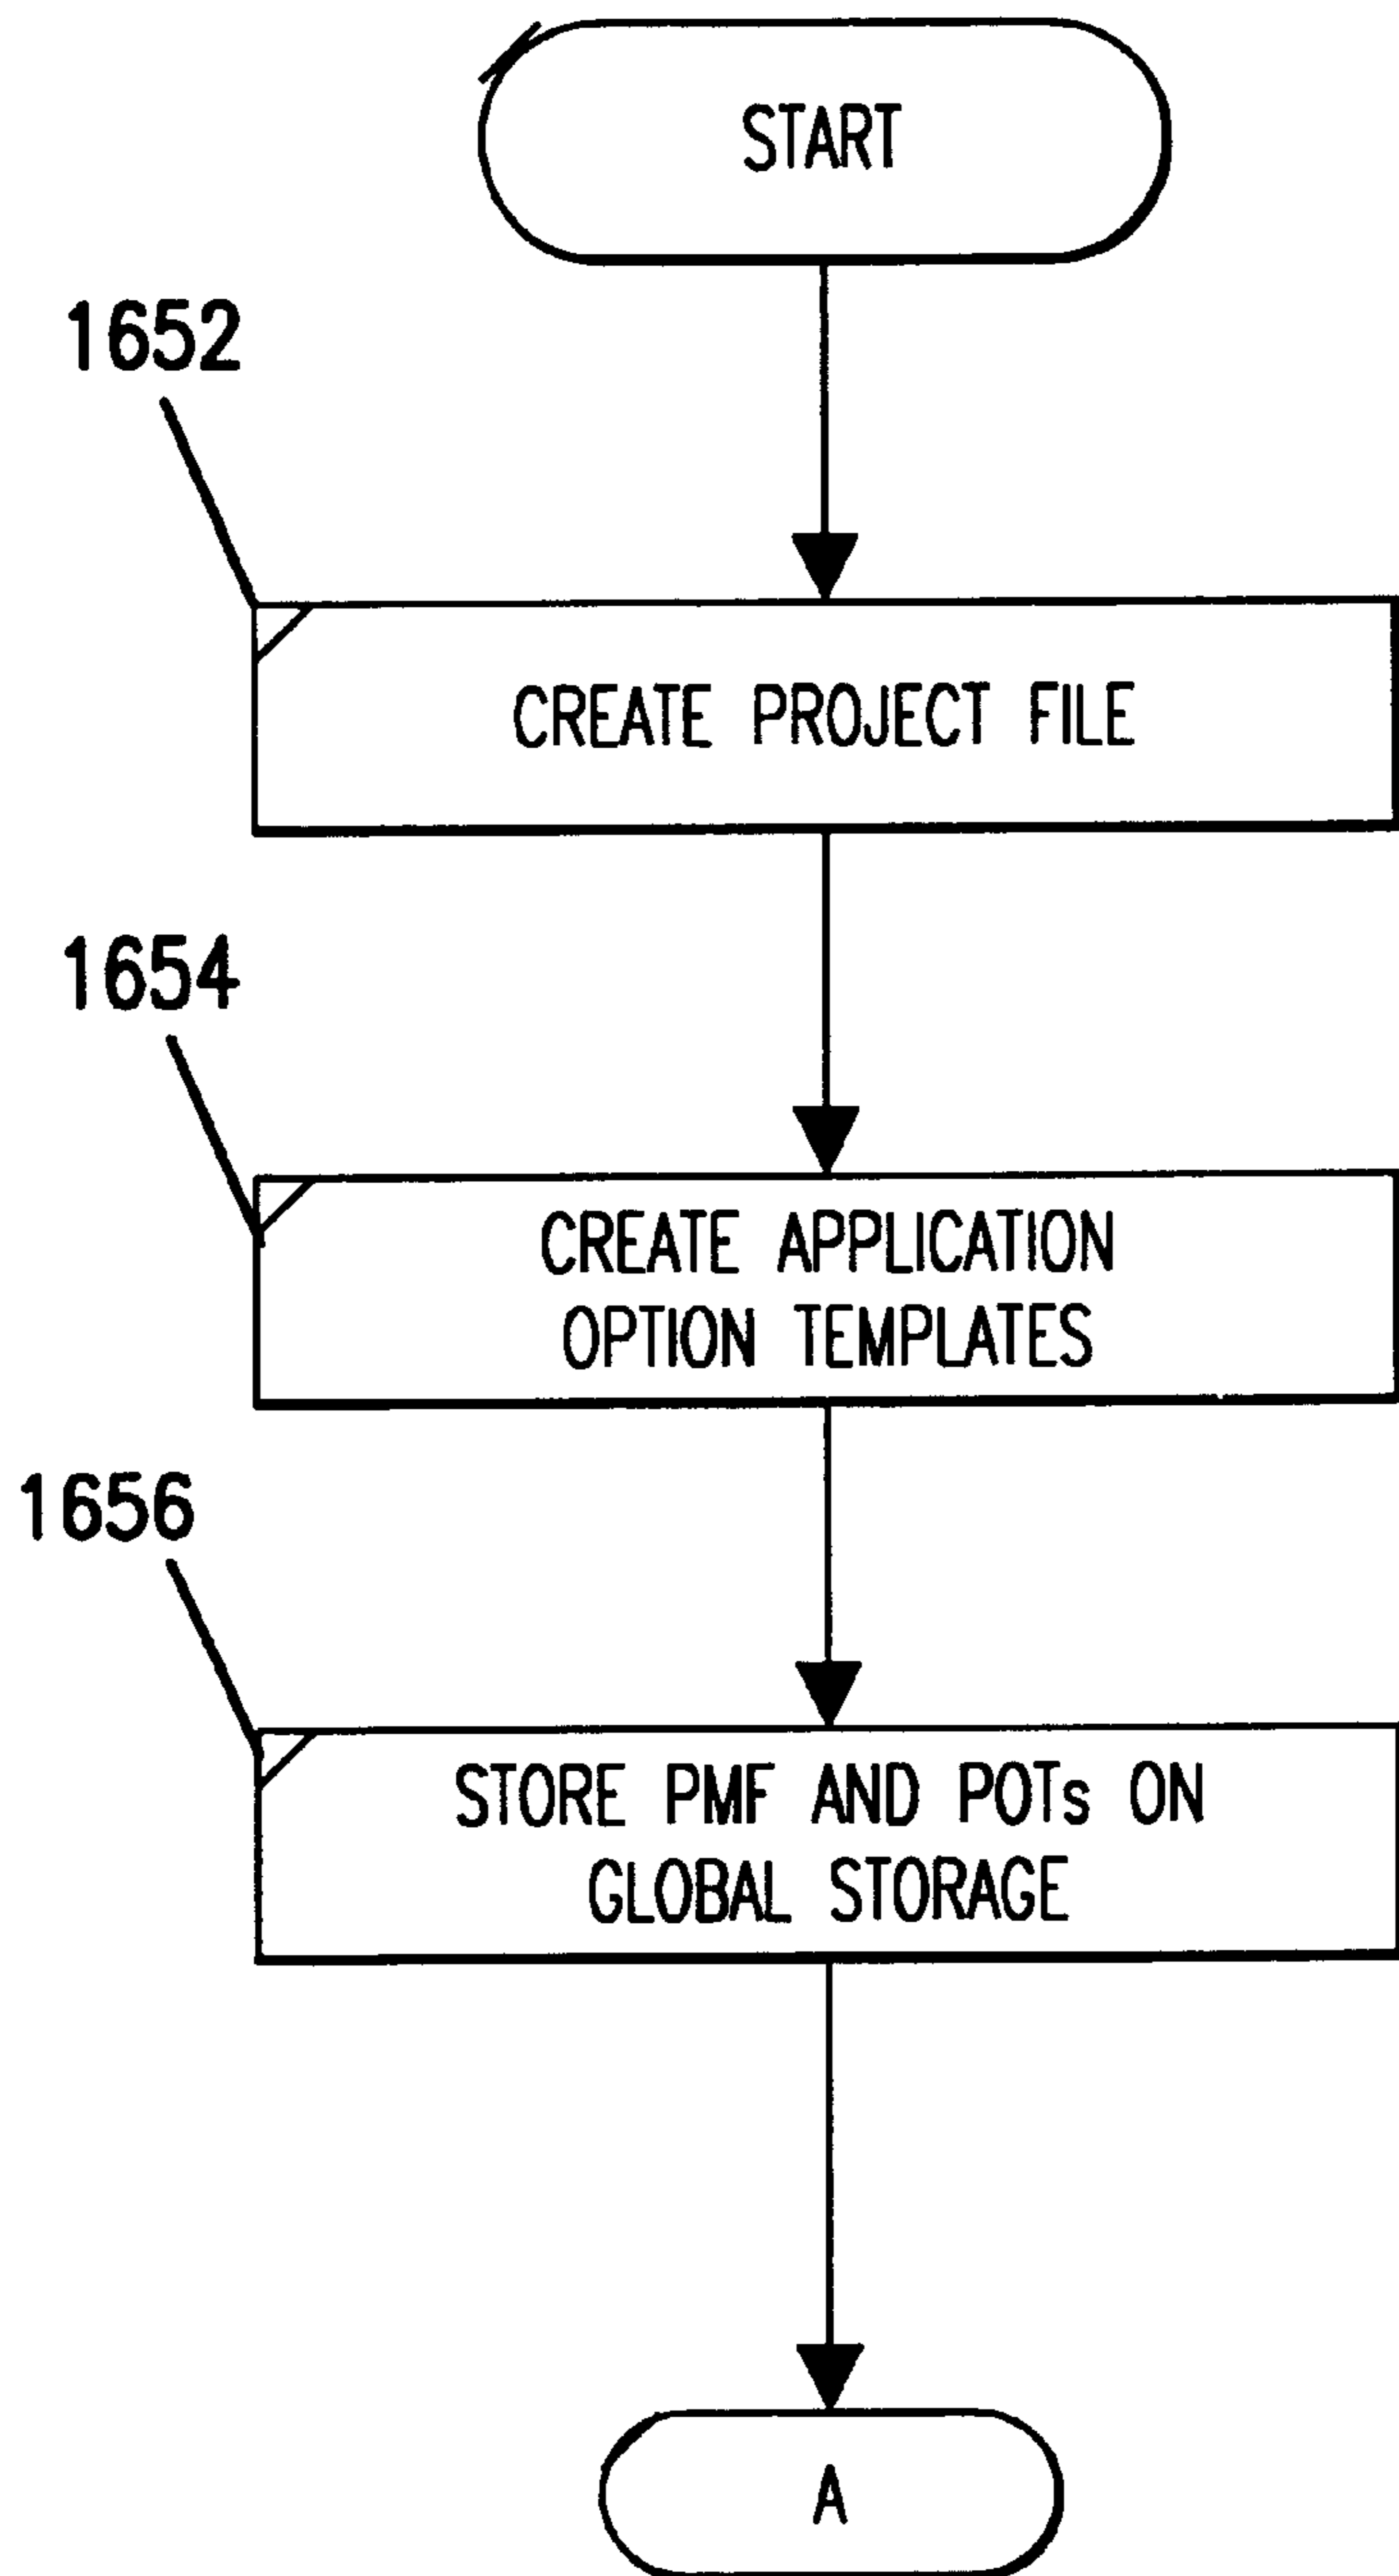 START
1652
CREATE PROJECT FILE
1654
CREATE APPLICATION
OPTION TEMPLATES
1656
STORE PMF AND POTs ON
GLOBAL STORAGE
A